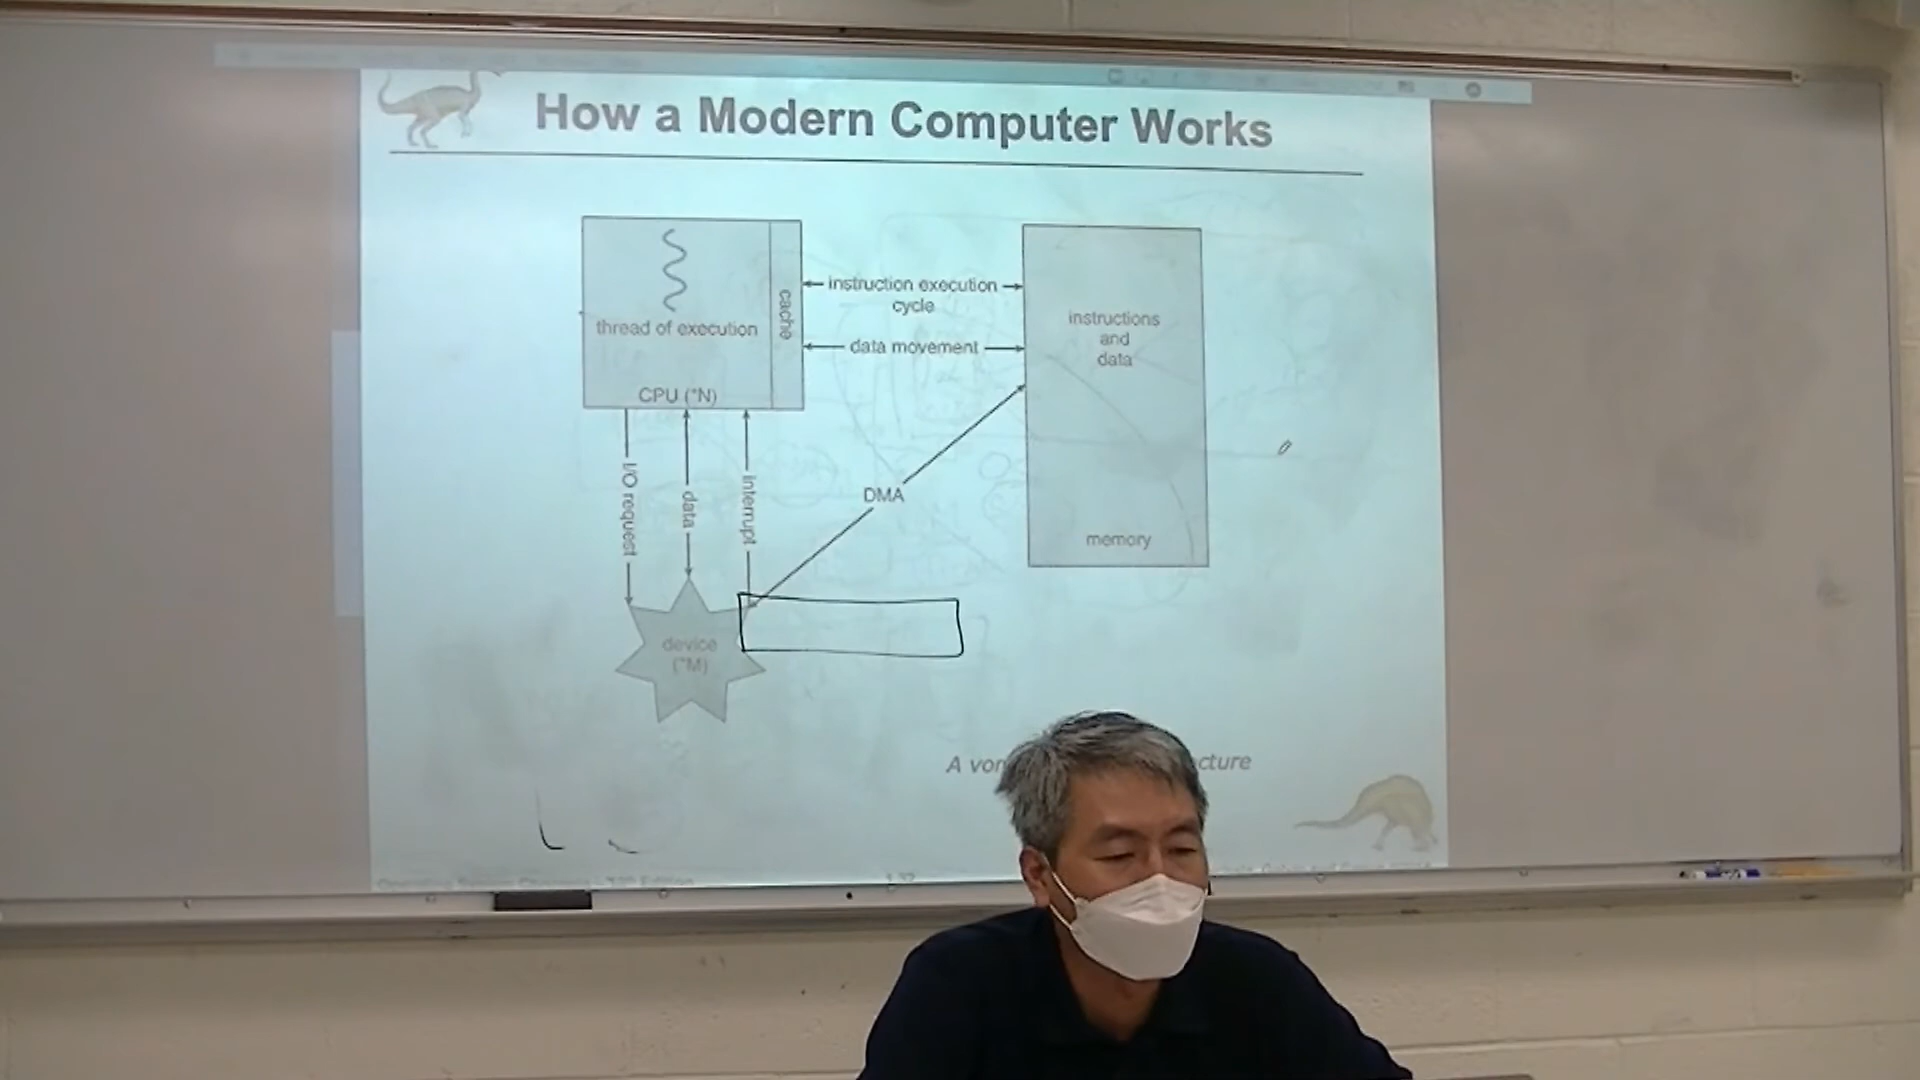 How a Modern Computer Works
thread of execution
cache
CPU (*N)
instruction execution
cycle
data movement
instructions
and
data
memory
I/O request
data
interrupt
DMA
device
(*M)
A von
cture